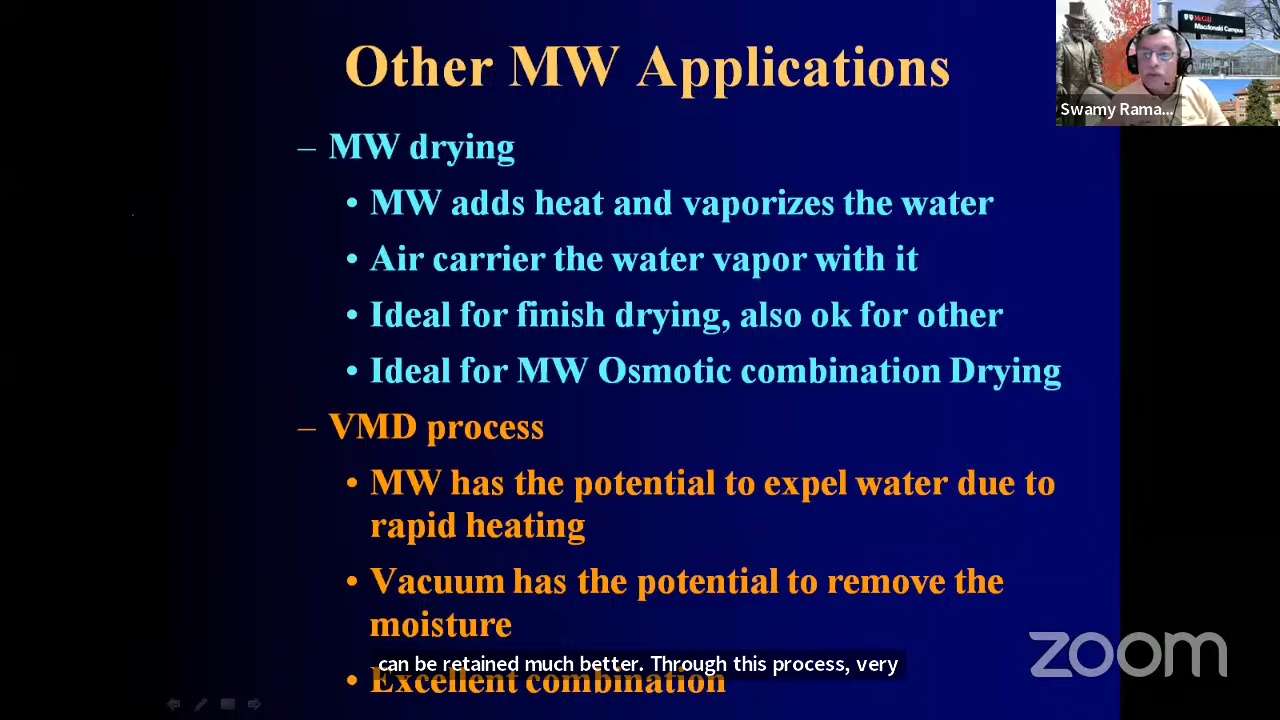 Other MW Applications
McGill
Macdonald Campus
Swamy Rama...
– MW drying
• MW adds heat and vaporizes the water
• Air carrier the water vapor with it
• Ideal for finish drying, also ok for other
• Ideal for MW Osmotic combination Drying
– VMD process
• MW has the potential to expel water due to
rapid heating
• Vacuum has the potential to remove the
moisture
can be retained much better. Through this process, very
• Excellent combination
zoom